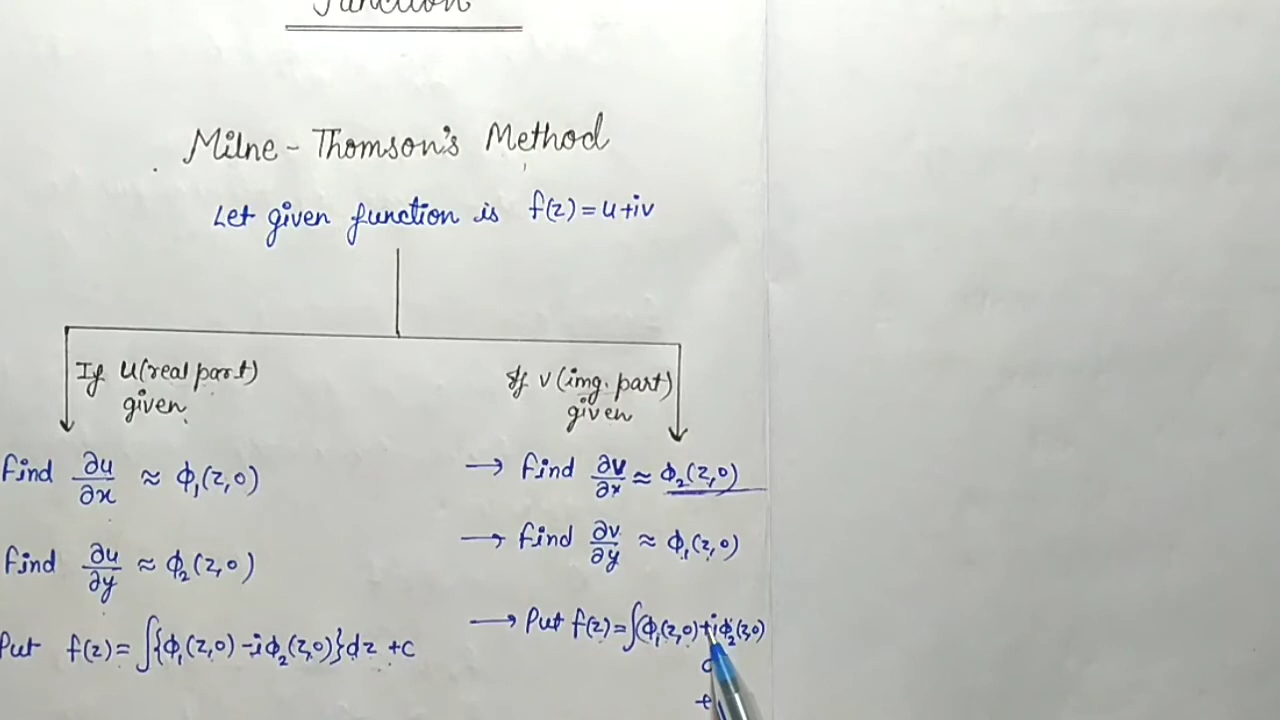 Function
Milne-Thomson's Method
Let given function is f(z)=u+iv
If u(real part)
given
If v(img. part)
given
Find ∂u/∂x ≈ ϕ₁(z,0)
Find ∂u/∂y ≈ ϕ₂(z,0)
Put f(z)=∫{ϕ₁(z,0)-iϕ₂(z,0)}dz +c
→ Find ∂v/∂x ≈ ϕ₂(z,0)
→ Find ∂v/∂y ≈ ϕ₁(z,0)
→ Put f(z)=∫(ϕ₁(z,0)+iϕ₂(z,0)